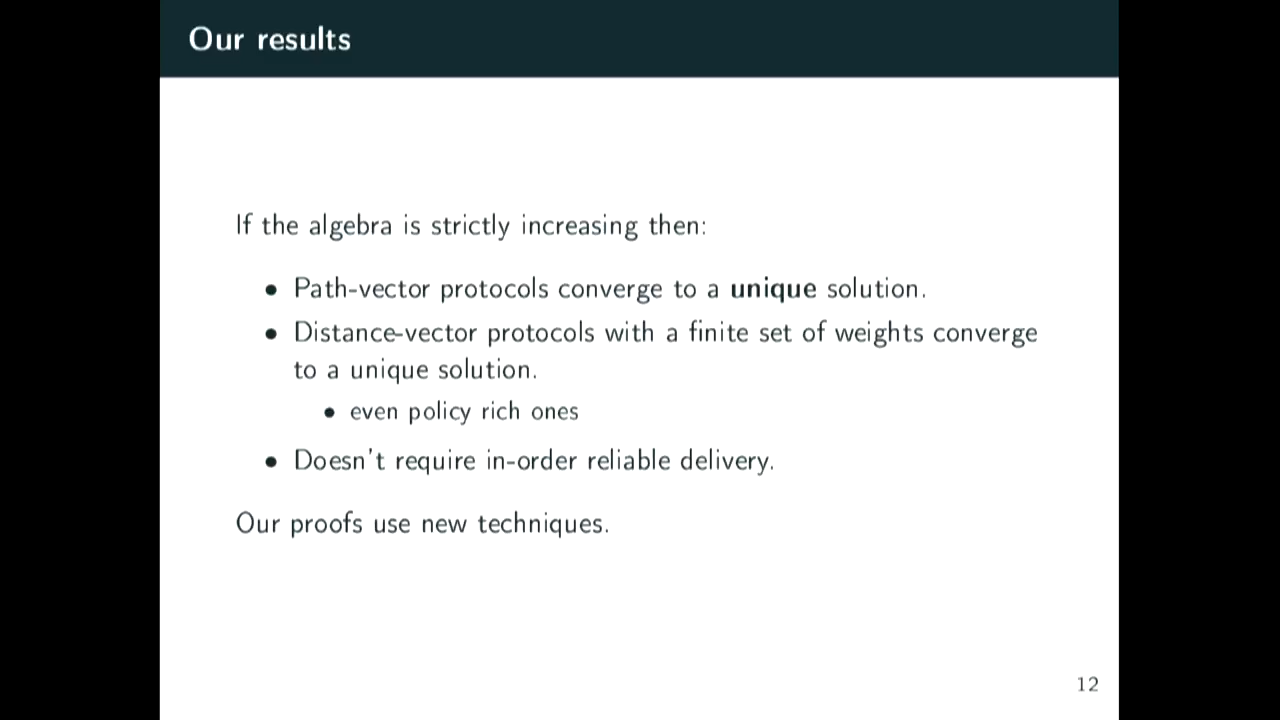 Our results
If the algebra is strictly increasing then:
• Path-vector protocols converge to a unique solution.
• Distance-vector protocols with a finite set of weights converge
to a unique solution.
• even policy rich ones
• Doesn't require in-order reliable delivery.
Our proofs use new techniques.
12